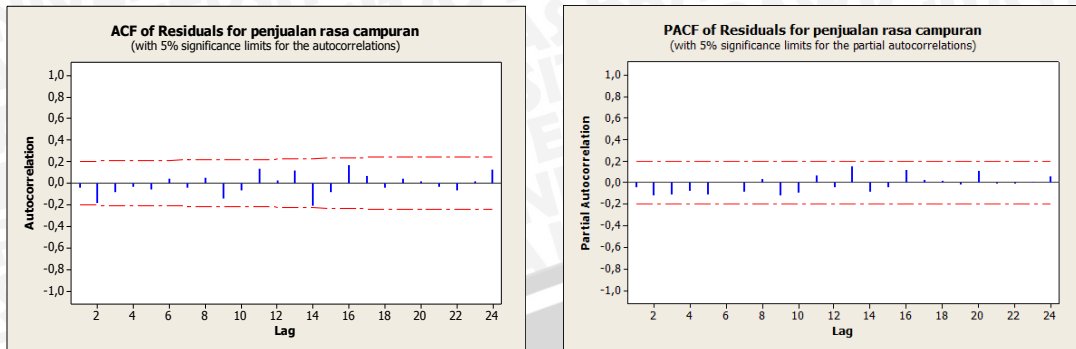 ACF of Residuals for penjualan rasa campuran
(with 5% significance limits for the autocorrelations)
1,0
0,8
0,6
0,4
0,2
0,0
-0,2
-0,4
-0,6
-0,8
-1,0
Autocorrelation
2 4 6 8 10 12 14 16 18 20 22 24
Lag
PACF of Residuals for penjualan rasa campuran
(with 5% significance limits for the partial autocorrelations)
1,0
0,8
0,6
0,4
0,2
0,0
-0,2
-0,4
-0,6
-0,8
-1,0
Partial Autocorrelation
2 4 6 8 10 12 14 16 18 20 22 24
Lag